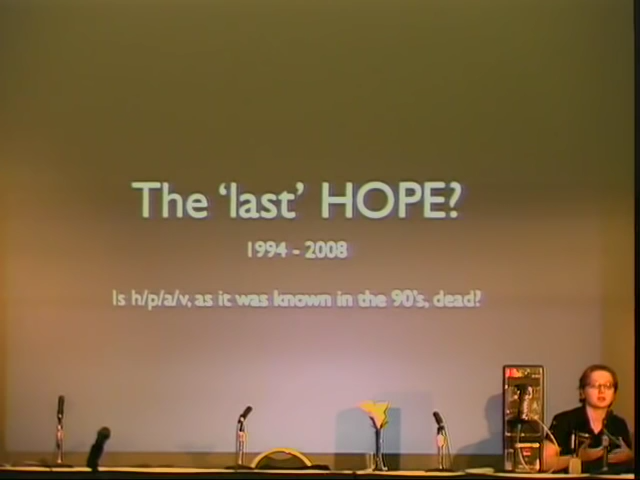 The ‘last’ HOPE?
1994 - 2008
Is h/p/a/v, as it was known in the 90's, dead?